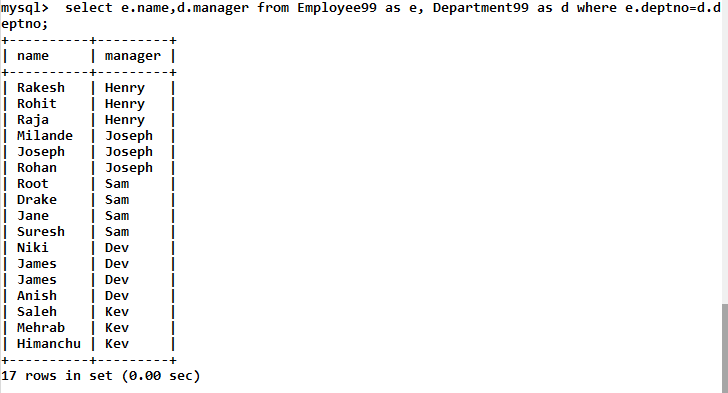 mysql>  select e.name,d.manager from Employee99 as e, Department99 as d where e.deptno=d.d
eptno;
+----------+---------+
| name     | manager |
+----------+---------+
| Rakesh   | Henry   |
| Rohit    | Henry   |
| Raja     | Henry   |
| Milande  | Joseph  |
| Joseph   | Joseph  |
| Rohan    | Joseph  |
| Root     | Sam     |
| Drake    | Sam     |
| Jane     | Sam     |
| Suresh   | Sam     |
| Niki     | Dev     |
| James    | Dev     |
| James    | Dev     |
| Anish    | Dev     |
| Saleh    | Kev     |
| Mehrab   | Kev     |
| Himanchu | Kev     |
+----------+---------+
17 rows in set (0.00 sec)